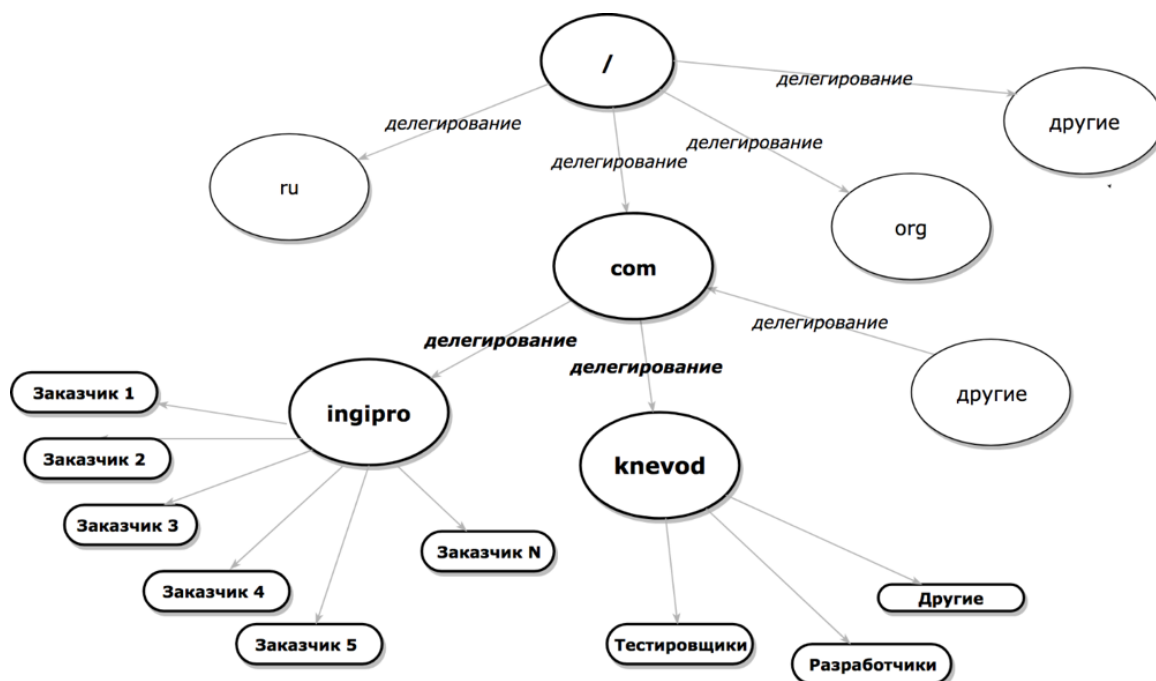 /
делегирование
другие
делегирование
делегирование
делегирование
ru
org
com
делегирование
делегирование
делегирование
другие
Заказчик 1
ingipro
Заказчик 2
knevod
Заказчик 3
Заказчик N
Заказчик 4
Другие
Заказчик 5
Тестировщики
Разработчики